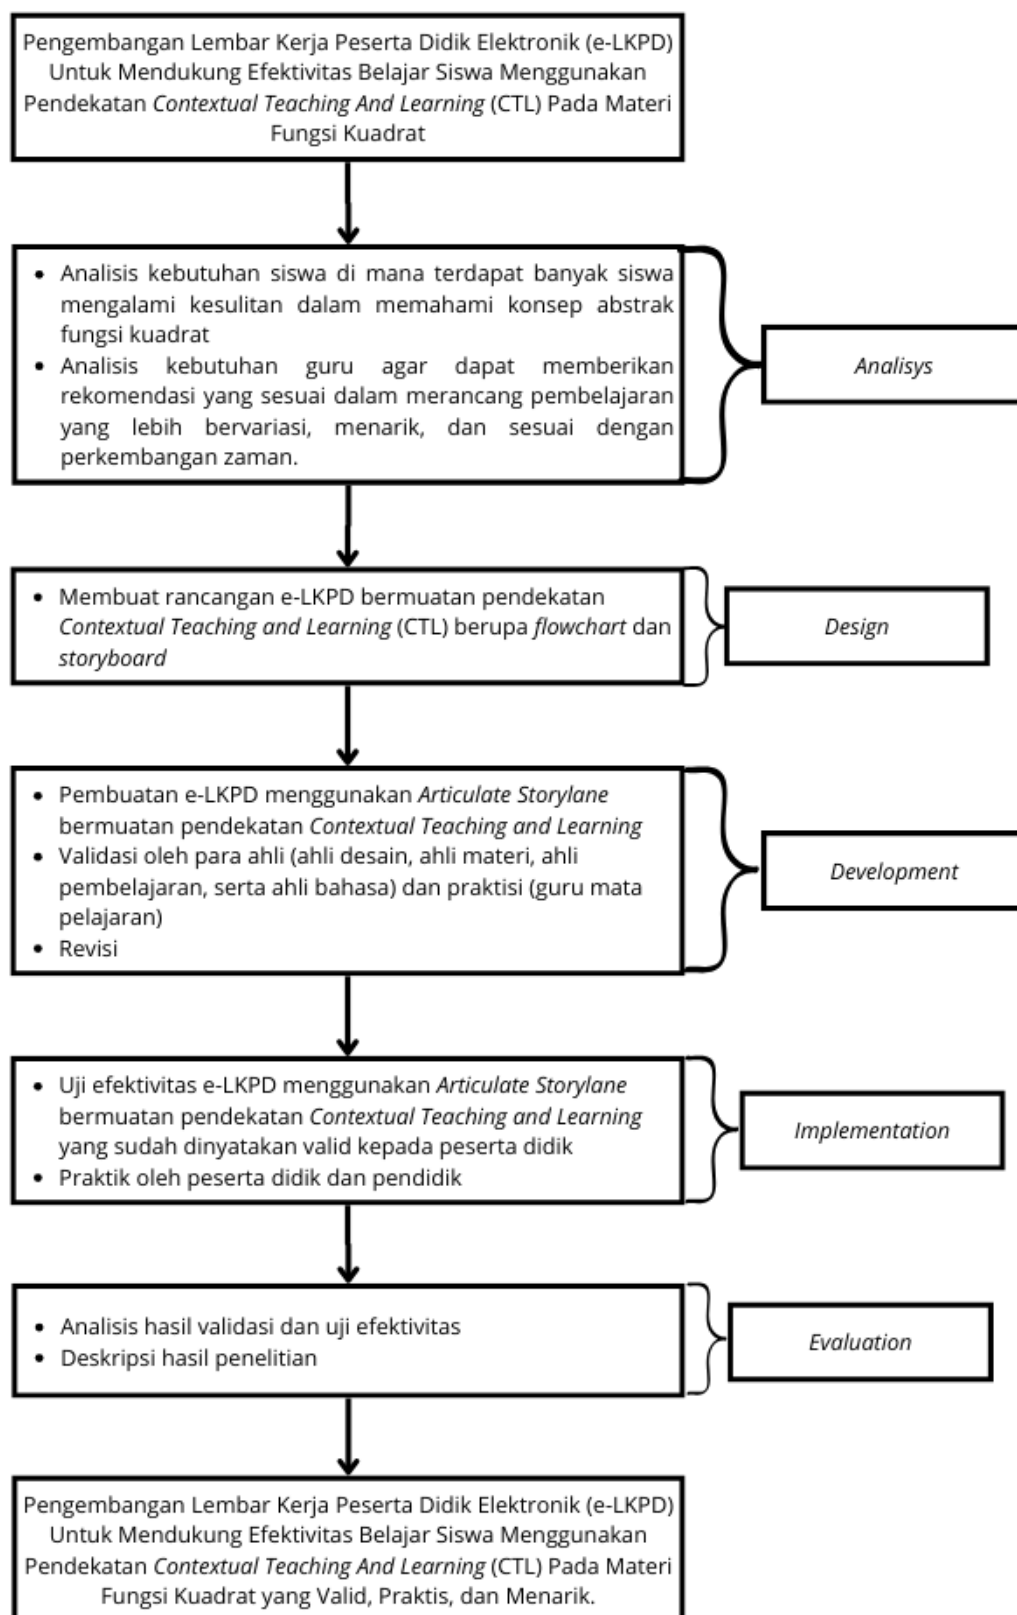 Pengembangan Lembar Kerja Peserta Didik Elektronik (e-LKPD)
Untuk Mendukung Efektivitas Belajar Siswa Menggunakan
Pendekatan Contextual Teaching And Learning (CTL) Pada Materi
Fungsi Kuadrat
• Analisis kebutuhan siswa di mana terdapat banyak siswa
mengalami kesulitan dalam memahami konsep abstrak
fungsi kuadrat
• Analisis kebutuhan guru agar dapat memberikan
rekomendasi yang sesuai dalam merancang pembelajaran
yang lebih bervariasi, menarik, dan sesuai dengan
perkembangan zaman.
Analisys
• Membuat rancangan e-LKPD bermuatan pendekatan
Contextual Teaching and Learning (CTL) berupa flowchart dan
storyboard
Design
• Pembuatan e-LKPD menggunakan Articulate Storylane
bermuatan pendekatan Contextual Teaching and Learning
• Validasi oleh para ahli (ahli desain, ahli materi, ahli
pembelajaran, serta ahli bahasa) dan praktisi (guru mata
pelajaran)
• Revisi
Development
• Uji efektivitas e-LKPD menggunakan Articulate Storylane
bermuatan pendekatan Contextual Teaching and Learning
yang sudah dinyatakan valid kepada peserta didik
• Praktik oleh peserta didik dan pendidik
Implementation
• Analisis hasil validasi dan uji efektivitas
• Deskripsi hasil penelitian
Evaluation
Pengembangan Lembar Kerja Peserta Didik Elektronik (e-LKPD)
Untuk Mendukung Efektivitas Belajar Siswa Menggunakan
Pendekatan Contextual Teaching And Learning (CTL) Pada Materi
Fungsi Kuadrat yang Valid, Praktis, dan Menarik.